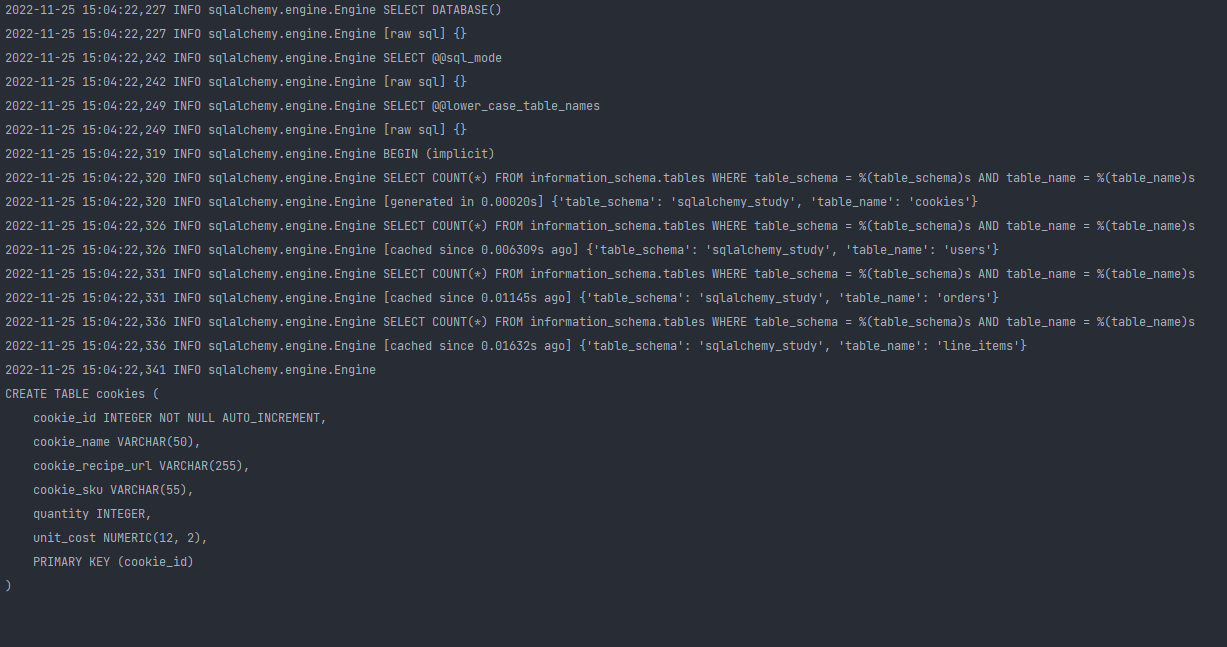 2022-11-25 15:04:22,227 INFO sqlalchemy.engine.Engine SELECT DATABASE()
2022-11-25 15:04:22,227 INFO sqlalchemy.engine.Engine [raw sql] {}
2022-11-25 15:04:22,242 INFO sqlalchemy.engine.Engine SELECT @@sql_mode
2022-11-25 15:04:22,242 INFO sqlalchemy.engine.Engine [raw sql] {}
2022-11-25 15:04:22,249 INFO sqlalchemy.engine.Engine SELECT @@lower_case_table_names
2022-11-25 15:04:22,249 INFO sqlalchemy.engine.Engine [raw sql] {}
2022-11-25 15:04:22,319 INFO sqlalchemy.engine.Engine BEGIN (implicit)
2022-11-25 15:04:22,320 INFO sqlalchemy.engine.Engine SELECT COUNT(*) FROM information_schema.tables WHERE table_schema = %(table_schema)s AND table_name = %(table_name)s
2022-11-25 15:04:22,320 INFO sqlalchemy.engine.Engine [generated in 0.00020s] {'table_schema': 'sqlalchemy_study', 'table_name': 'cookies'}
2022-11-25 15:04:22,326 INFO sqlalchemy.engine.Engine SELECT COUNT(*) FROM information_schema.tables WHERE table_schema = %(table_schema)s AND table_name = %(table_name)s
2022-11-25 15:04:22,326 INFO sqlalchemy.engine.Engine [cached since 0.006309s ago] {'table_schema': 'sqlalchemy_study', 'table_name': 'users'}
2022-11-25 15:04:22,331 INFO sqlalchemy.engine.Engine SELECT COUNT(*) FROM information_schema.tables WHERE table_schema = %(table_schema)s AND table_name = %(table_name)s
2022-11-25 15:04:22,331 INFO sqlalchemy.engine.Engine [cached since 0.01145s ago] {'table_schema': 'sqlalchemy_study', 'table_name': 'orders'}
2022-11-25 15:04:22,336 INFO sqlalchemy.engine.Engine SELECT COUNT(*) FROM information_schema.tables WHERE table_schema = %(table_schema)s AND table_name = %(table_name)s
2022-11-25 15:04:22,336 INFO sqlalchemy.engine.Engine [cached since 0.01632s ago] {'table_schema': 'sqlalchemy_study', 'table_name': 'line_items'}
2022-11-25 15:04:22,341 INFO sqlalchemy.engine.Engine
CREATE TABLE cookies (
    cookie_id INTEGER NOT NULL AUTO_INCREMENT,
    cookie_name VARCHAR(50),
    cookie_recipe_url VARCHAR(255),
    cookie_sku VARCHAR(55),
    quantity INTEGER,
    unit_cost NUMERIC(12, 2),
    PRIMARY KEY (cookie_id)
)